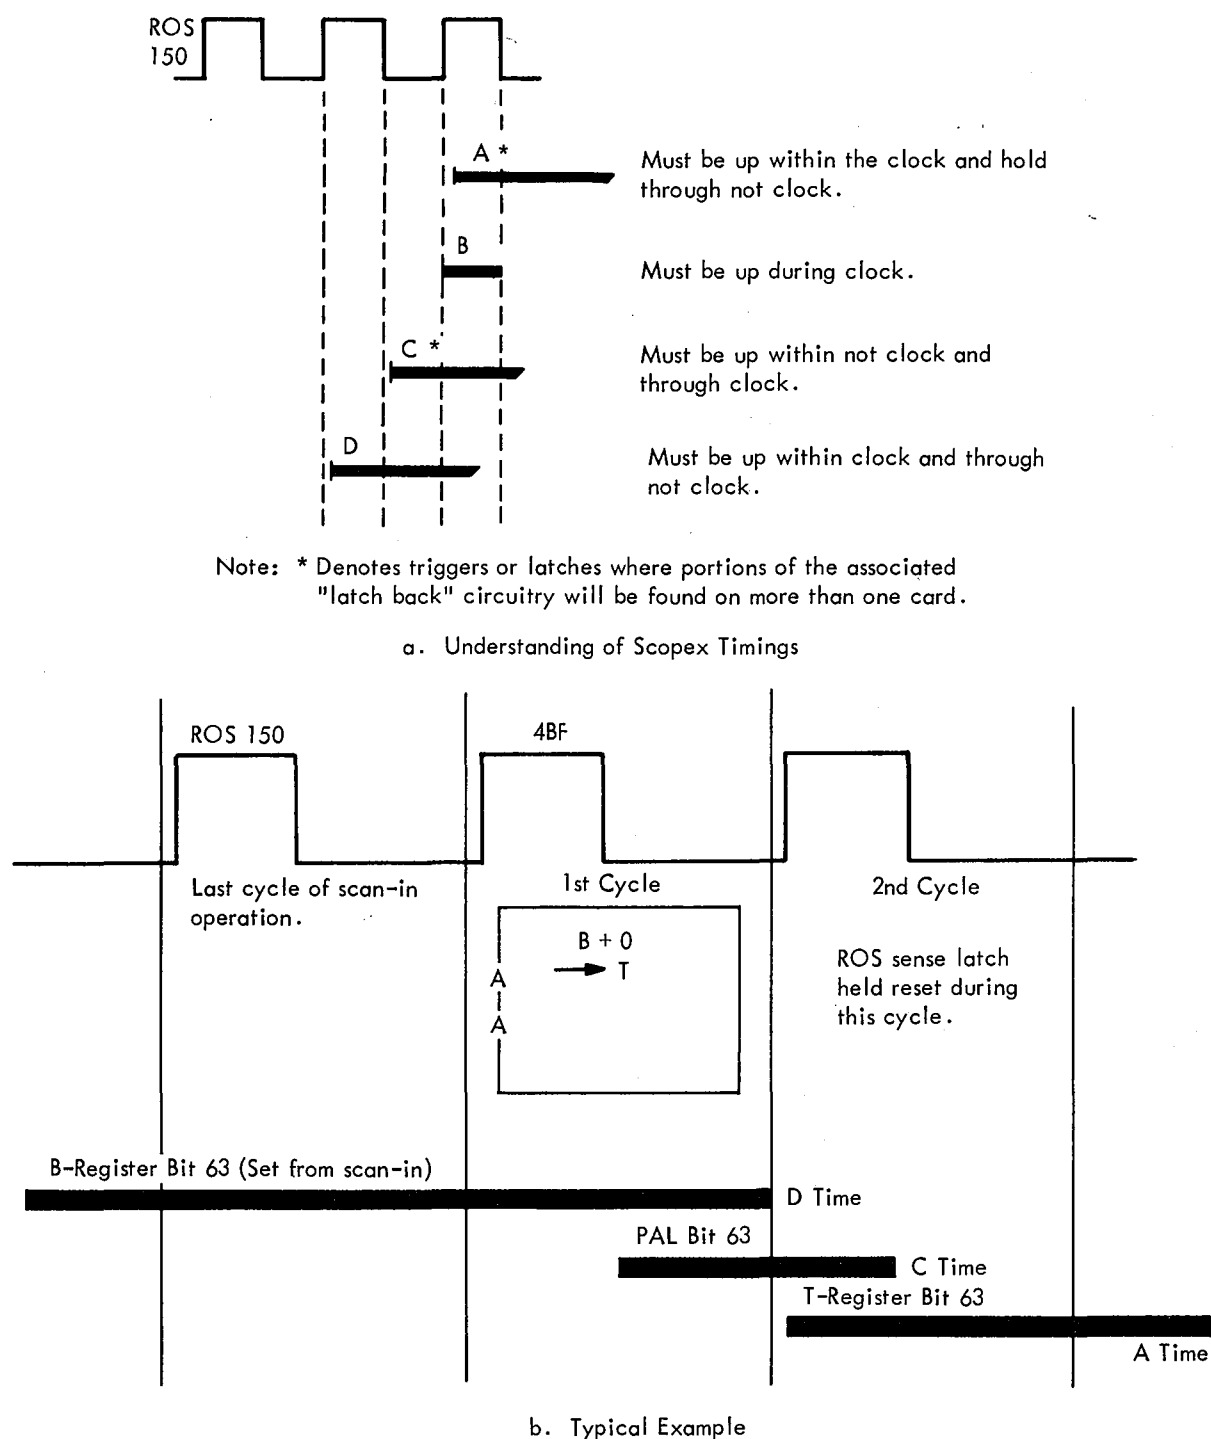 ROS
150
A *
Must be up within the clock and hold
through not clock.
B
Must be up during clock.
C *
Must be up within not clock and
through clock.
D
Must be up within clock and through
not clock.
Note: * Denotes triggers or latches where portions of the associated
"latch back" circuitry will be found on more than one card.
a. Understanding of Scopex Timings
ROS 150
4BF
Last cycle of scan-in
operation.
1st Cycle
2nd Cycle
B + 0
→ T
A
A
ROS sense latch
held reset during
this cycle.
B-Register Bit 63 (Set from scan-in)
D Time
PAL Bit 63
C Time
T-Register Bit 63
A Time
b. Typical Example